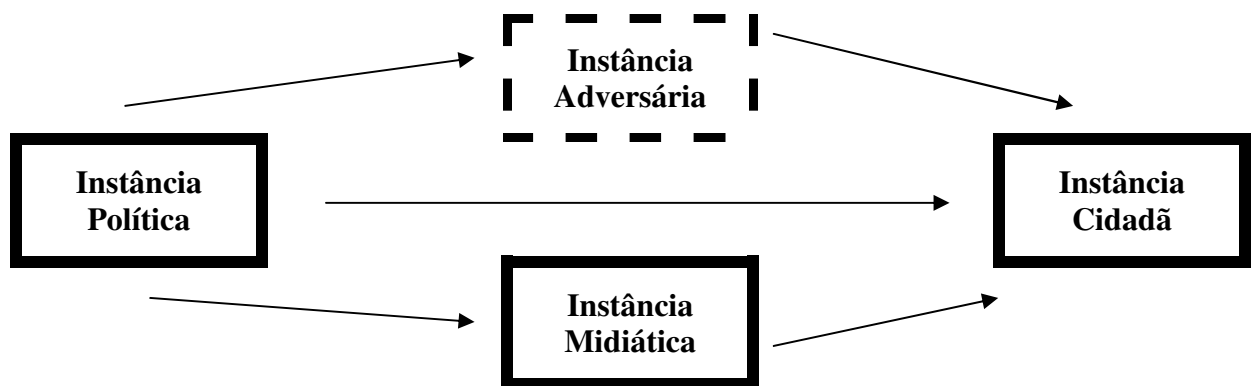 Instância
Adversária
Instância
Política
Instância
Cidadã
Instância
Midiática